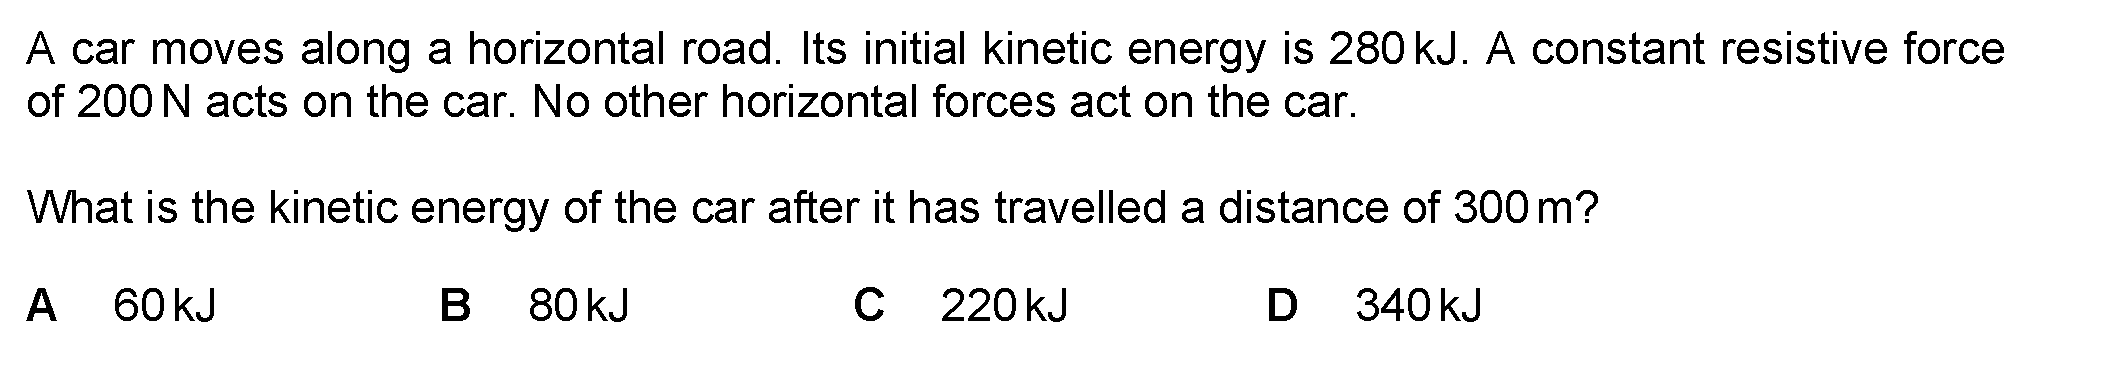 A car moves along a horizontal road. Its initial kinetic energy is 280 kJ. A constant resistive force
of 200 N acts on the car. No other horizontal forces act on the car.
What is the kinetic energy of the car after it has travelled a distance of 300 m?
A 60 kJ B 80 kJ C 220 kJ D 340 kJ